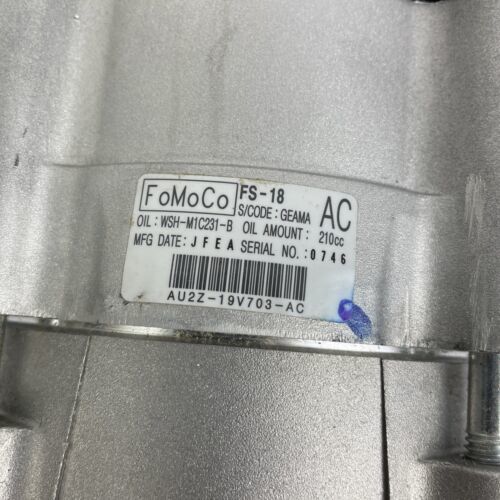 FoMoCo FS-18 AC
S/CODE: GEAMA
OIL: WSH-M1C231-B OIL AMOUNT: 210cc
MFG DATE: JFEA SERIAL NO.: 0746
AU2Z-19V703-AC